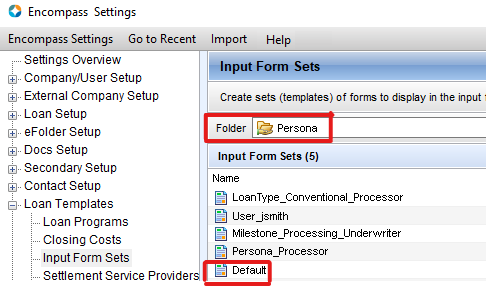 Encompass Settings
Encompass Settings Go to Recent Import Help
Settings Overview
Company/User Setup
External Company Setup
Loan Setup
eFolder Setup
Docs Setup
Secondary Setup
Contact Setup
Loan Templates
Loan Programs
Closing Costs
Input Form Sets
Settlement Service Providers
Input Form Sets
Create sets (templates) of forms to display in the input f
Folder Persona
Input Form Sets (5)
Name
LoanType_Conventional_Processor
User_jsmith
Milestone_Processing_Underwriter
Persona_Processor
Default